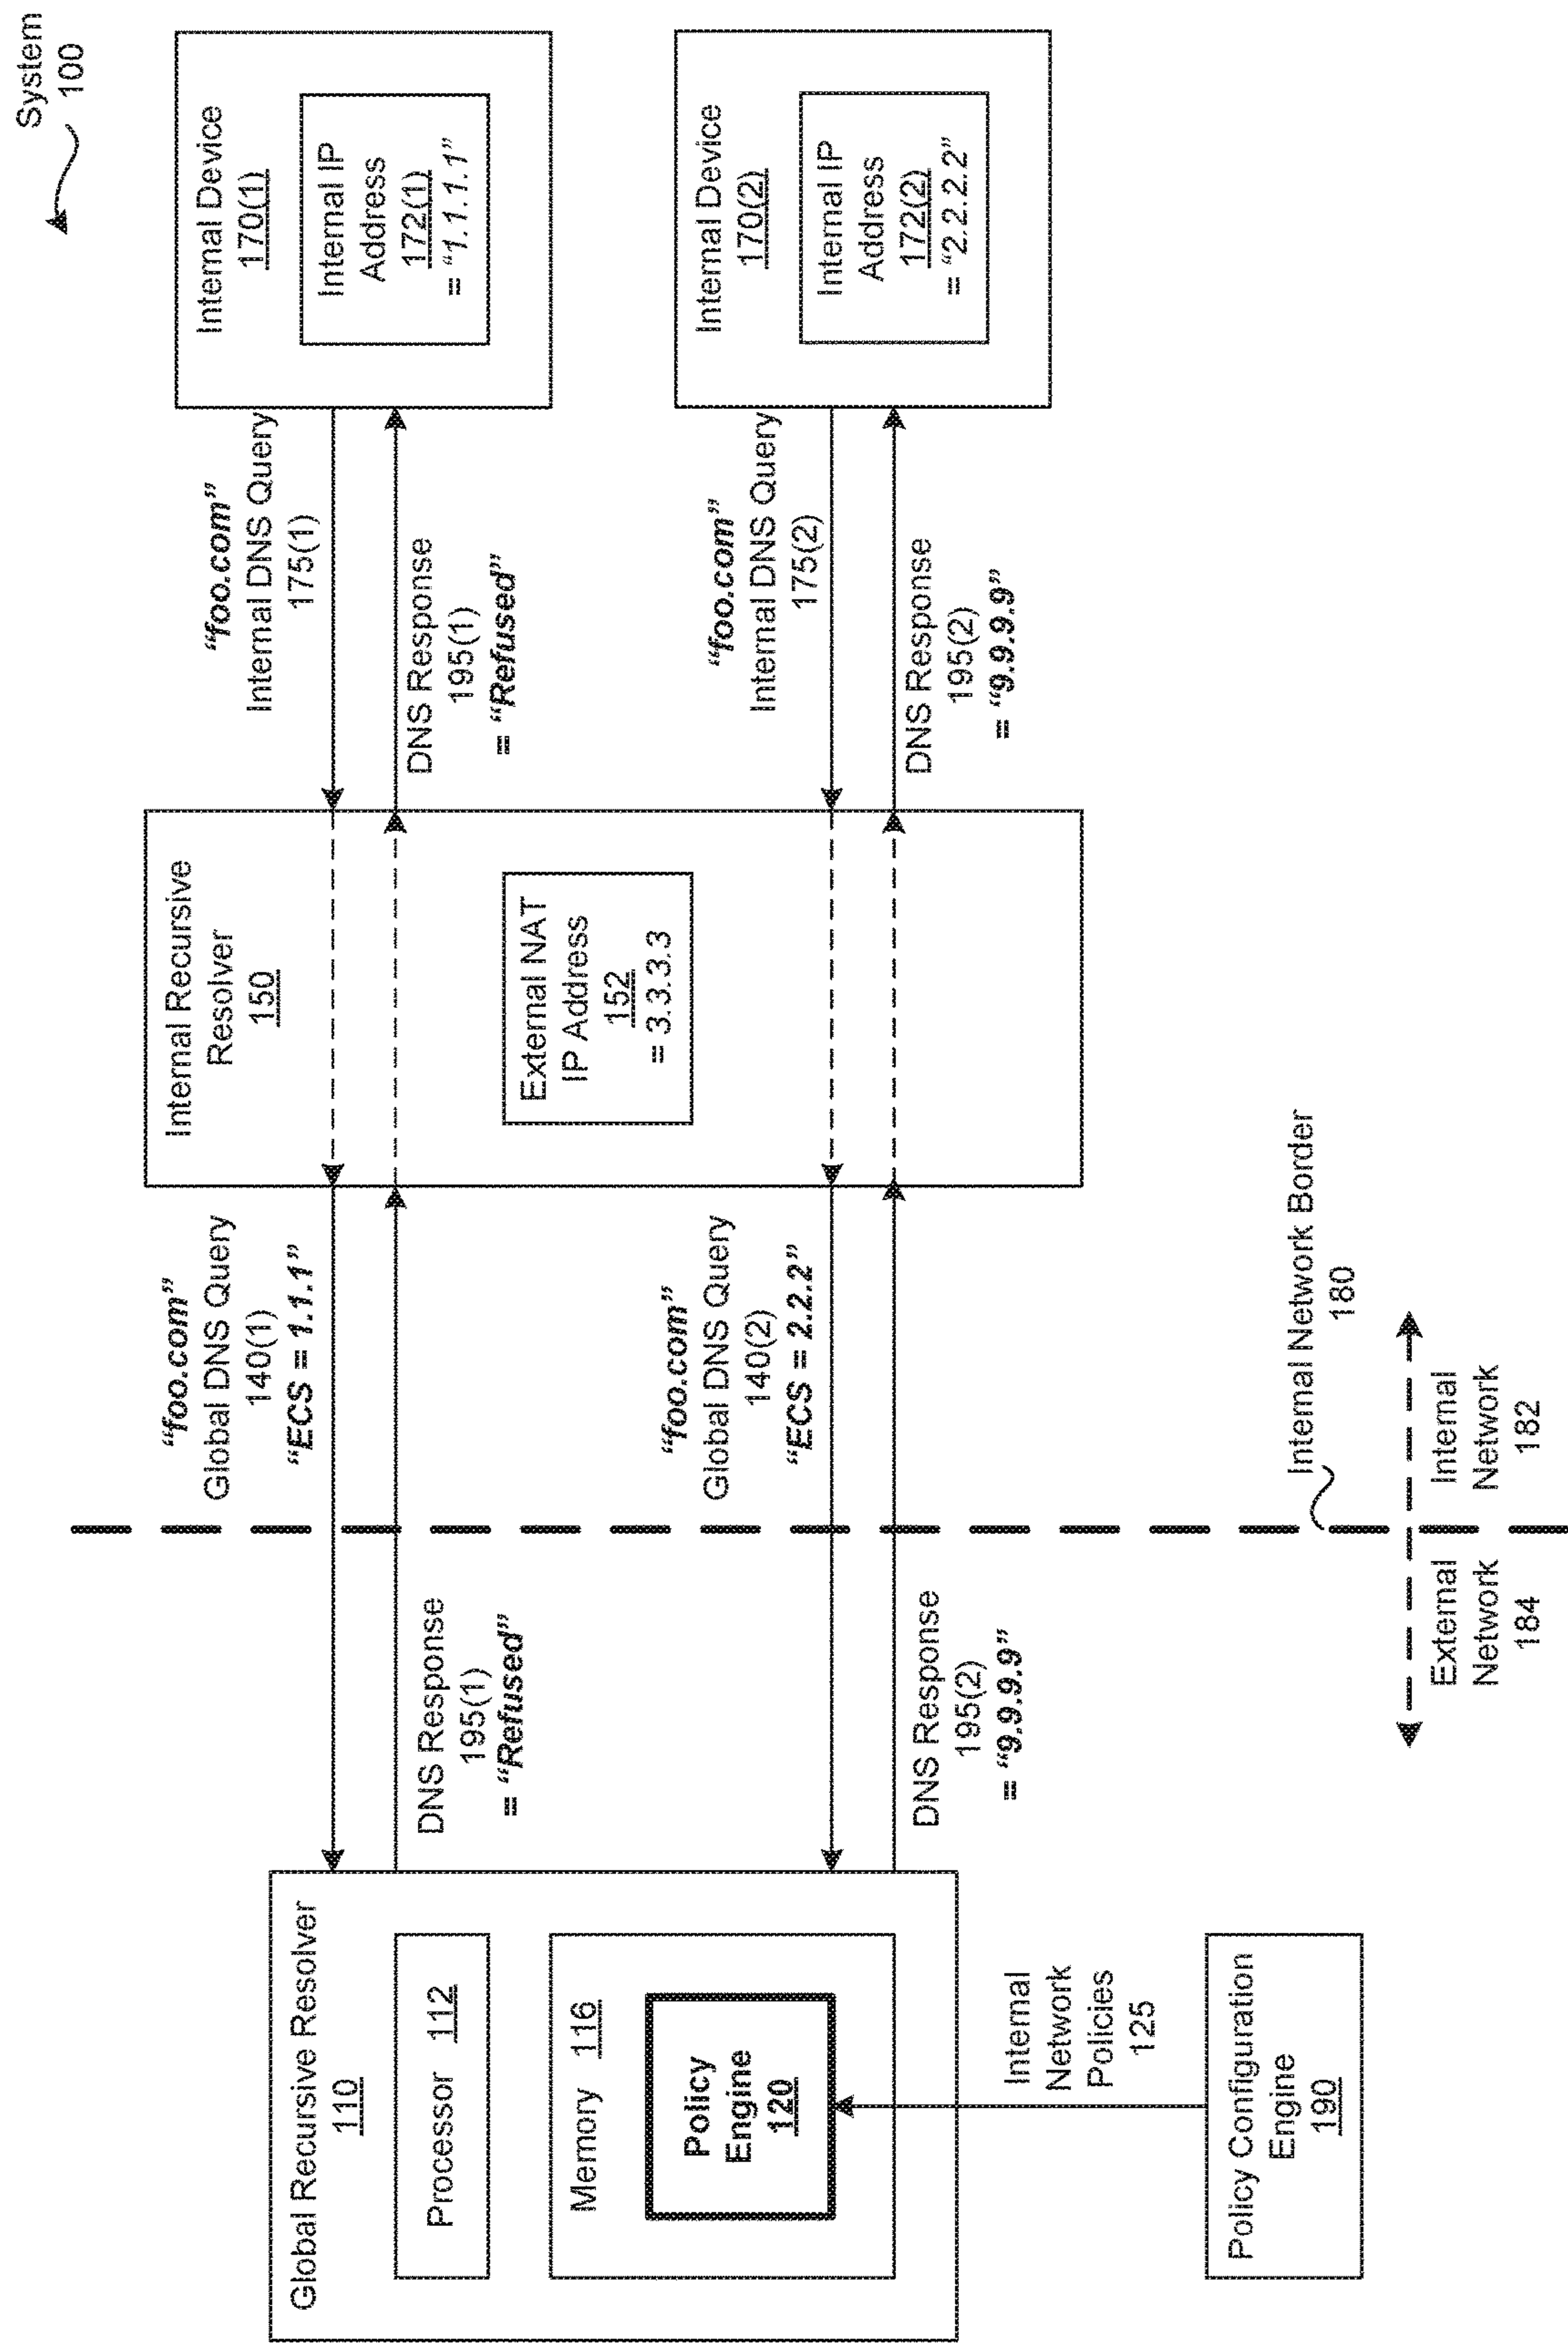 System
100
Global Recursive Resolver
110
Processor 112
Memory 116
Policy
Engine
120
Internal
Network
Policies
125
Policy Configuration
Engine
190
"foo.com"
Global DNS Query
140(1)
"ECS = 1.1.1"
DNS Response
195(1)
= "Refused"
"foo.com"
Global DNS Query
140(2)
"ECS = 2.2.2"
DNS Response
195(2)
= "9.9.9.9"
Internal Recursive
Resolver
150
External NAT
IP Address
152
= 3.3.3.3
"foo.com"
Internal DNS Query
175(1)
DNS Response
195(1)
= "Refused"
"foo.com"
Internal DNS Query
175(2)
DNS Response
195(2)
= "9.9.9.9"
Internal Device
170(1)
Internal IP
Address
172(1)
= "1.1.1.1"
Internal Device
170(2)
Internal IP
Address
172(2)
= "2.2.2.2"
Internal Network Border
180
External
Network
184
Internal
Network
182